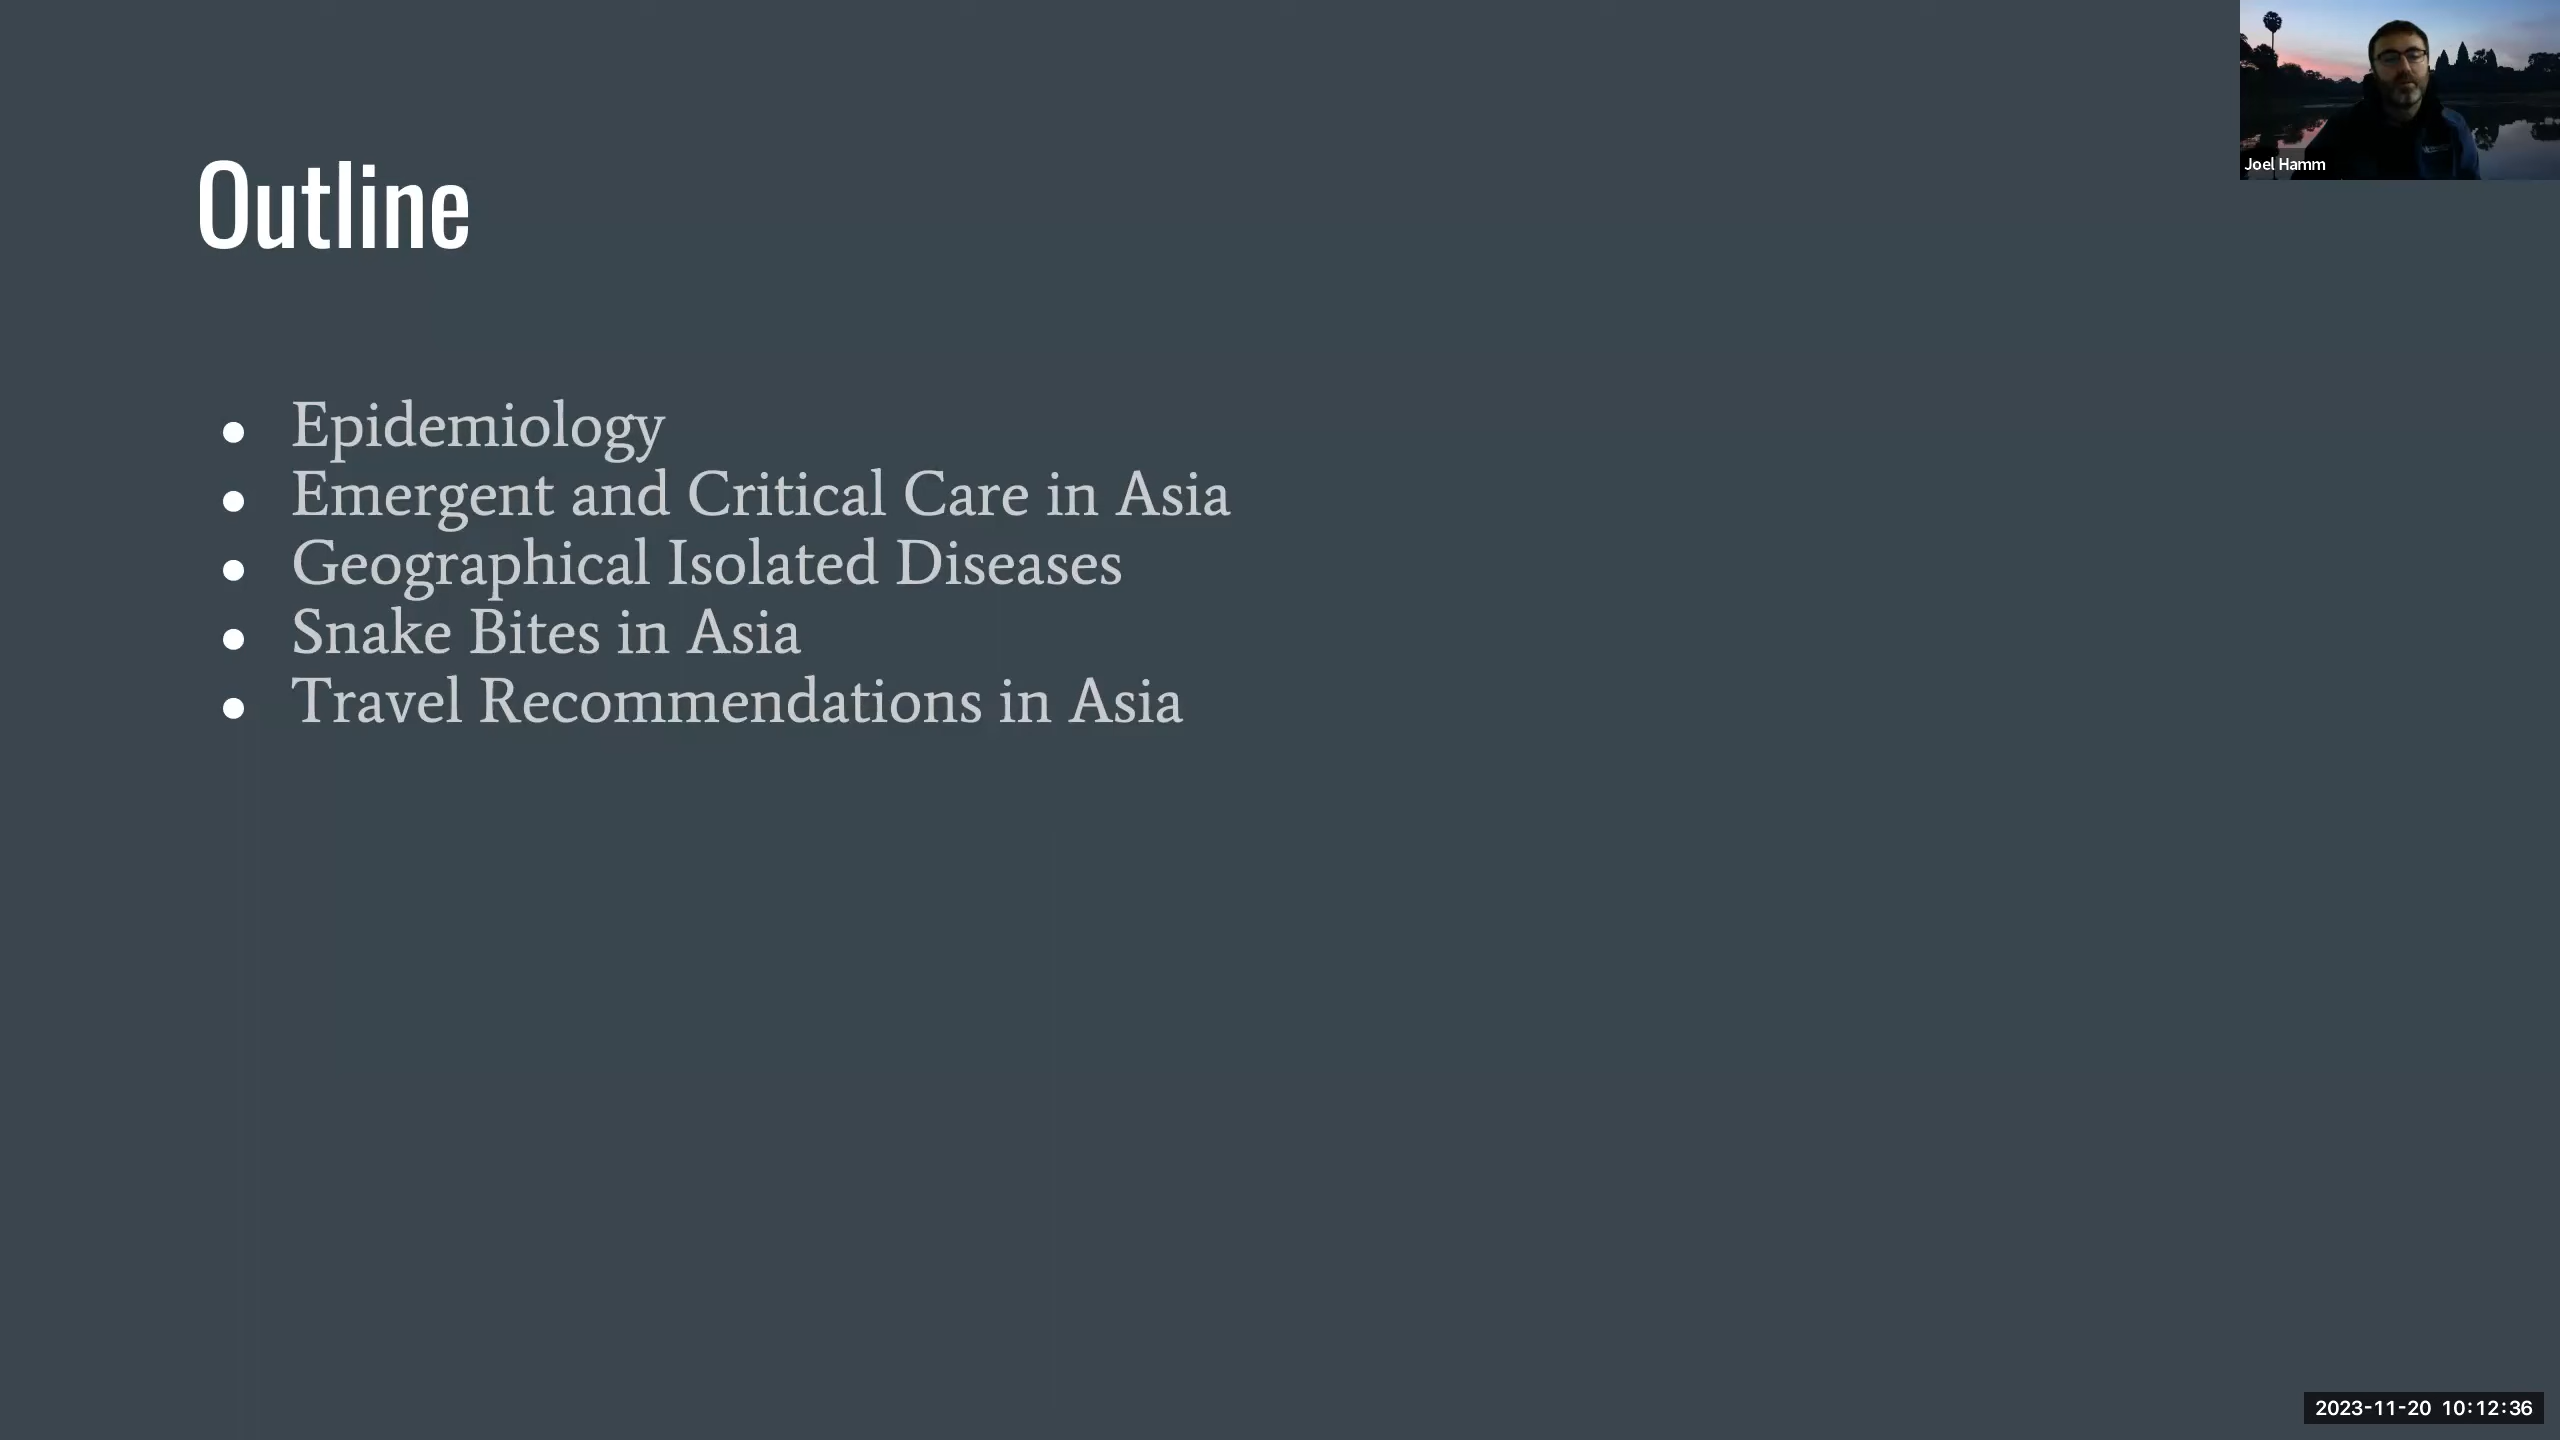 Joel Hamm
Outline
● Epidemiology
● Emergent and Critical Care in Asia
● Geographical Isolated Diseases
● Snake Bites in Asia
● Travel Recommendations in Asia
2023-11-20 10:12:36